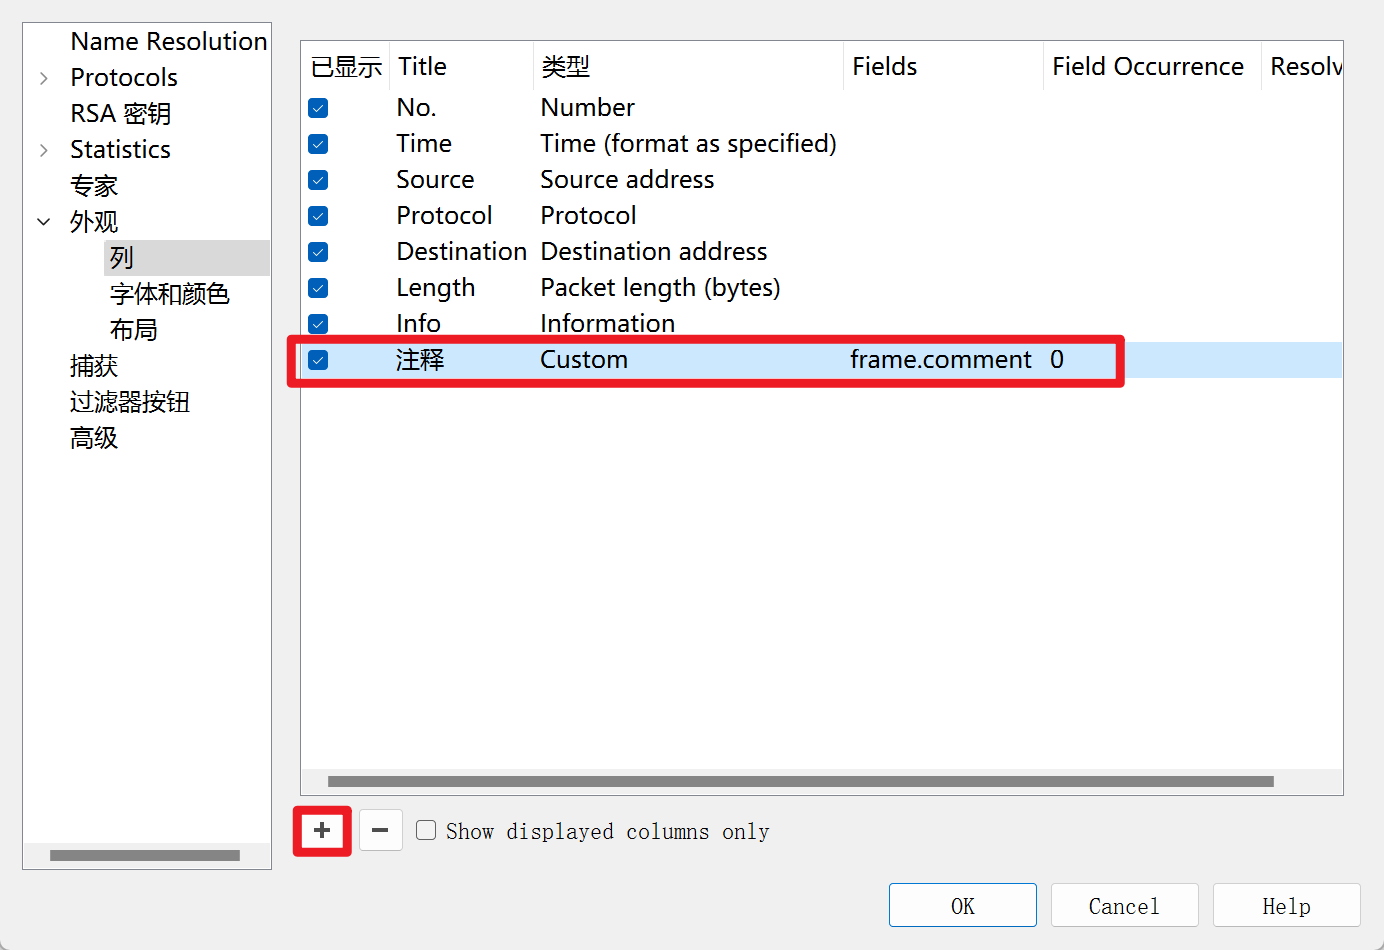 Name Resolution
Protocols
RSA 密钥
Statistics
专家
外观
列
字体和颜色
布局
捕获
过滤器按钮
高级
已显示 Title 类型 Fields Field Occurrence Resolv
No. Number
Time Time (format as specified)
Source Source address
Protocol Protocol
Destination Destination address
Length Packet length (bytes)
Info Information
注释 Custom frame.comment 0
Show displayed columns only
OK Cancel Help